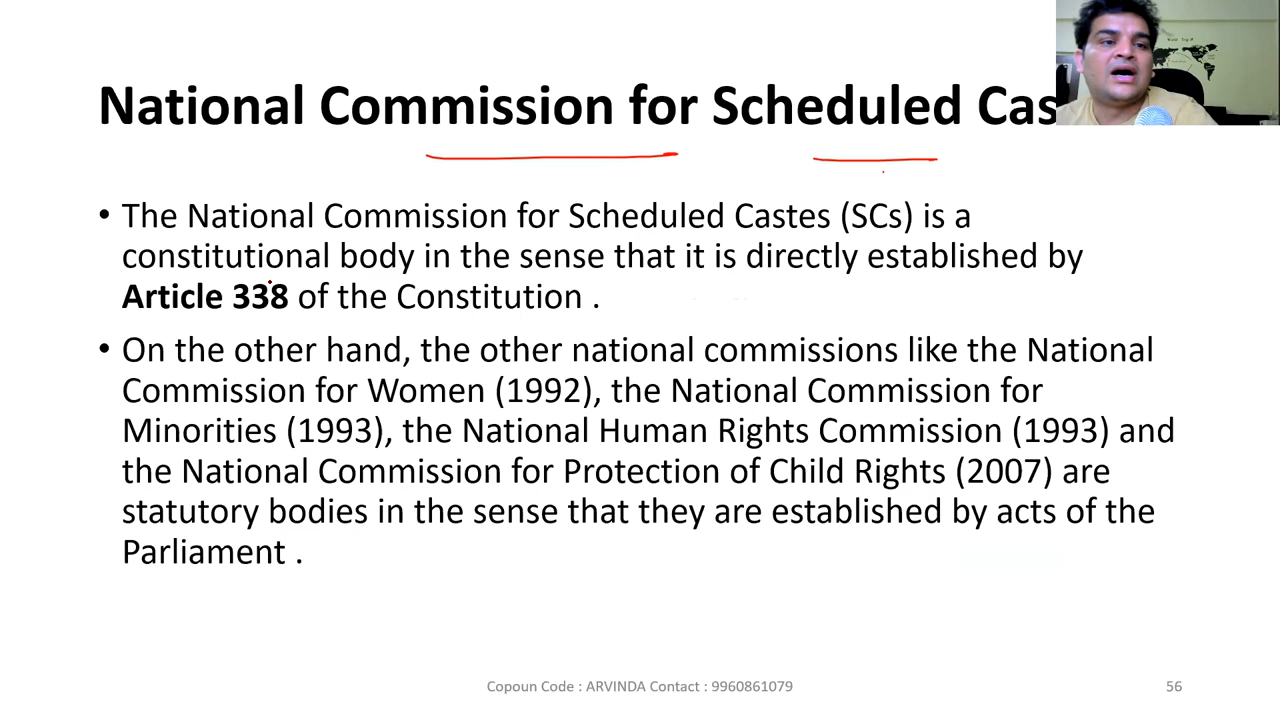 National Commission for Scheduled Cas
• The National Commission for Scheduled Castes (SCs) is a
constitutional body in the sense that it is directly established by
Article 338 of the Constitution .
• On the other hand, the other national commissions like the National
Commission for Women (1992), the National Commission for
Minorities (1993), the National Human Rights Commission (1993) and
the National Commission for Protection of Child Rights (2007) are
statutory bodies in the sense that they are established by acts of the
Parliament .
Copoun Code : ARVINDA Contact : 9960861079
56